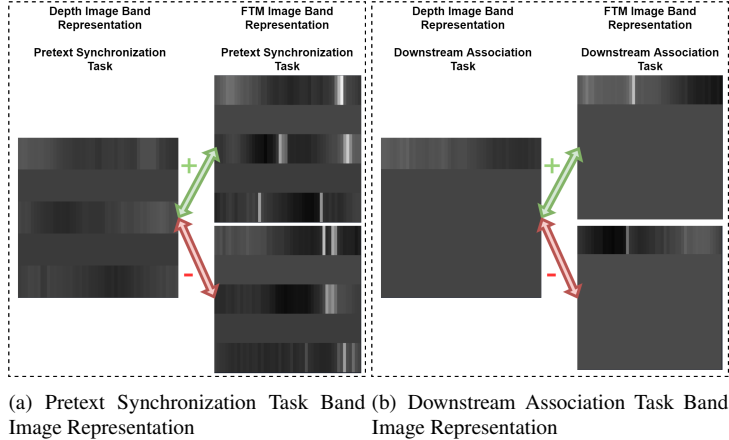 Depth Image Band
Representation
Pretext Synchronization
Task
FTM Image Band
Representation
Pretext Synchronization
Task
+
-
Depth Image Band
Representation
Downstream Association
Task
FTM Image Band
Representation
Downstream Association
Task
+
-
(a) Pretext Synchronization Task Band
Image Representation
(b) Downstream Association Task Band
Image Representation